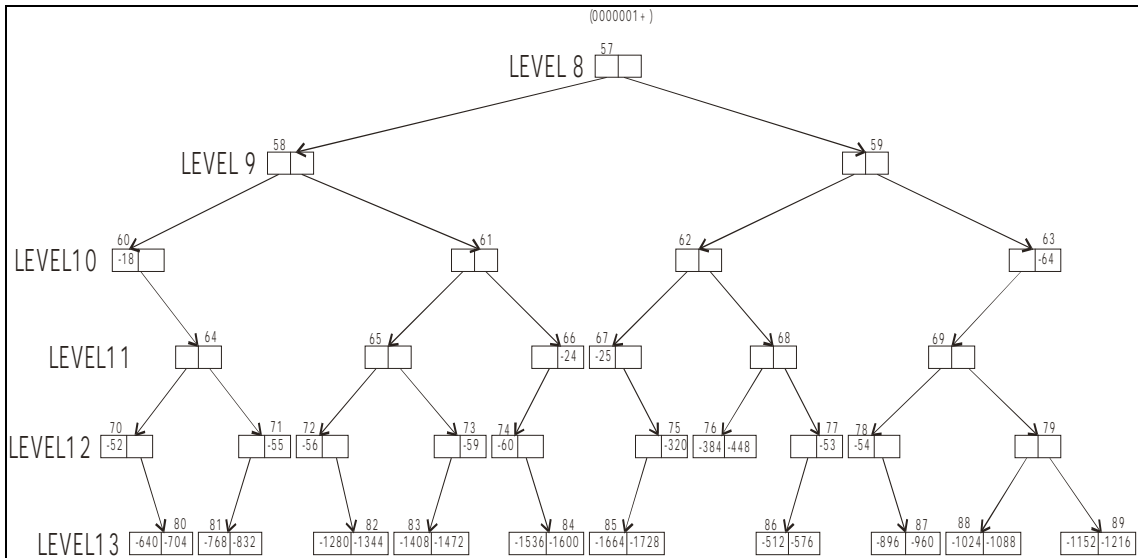 (0000001+)
57
LEVEL 8
58 59
LEVEL 9
60 61 62 63
LEVEL10 -18 -64
64 65 66 67 68 69
LEVEL11 -24 -25
70 71 72 73 74 75 76 77 78 79
LEVEL12 -52 -55 -56 -59 -60 -320 -384 -448 -53 -54
80 81 82 83 84 85 86 87 88 89
LEVEL13 -640 -704 -768 -832 -1280 -1344 -1408 -1472 -1536 -1600 -1664 -1728 -512 -576 -896 -960 -1024 -1088 -1152 -1216